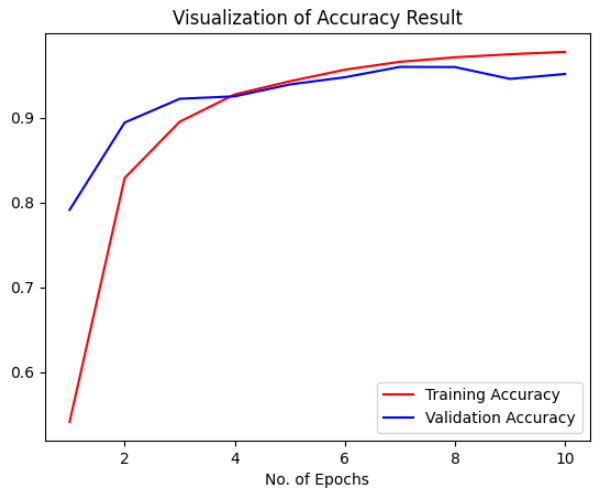 Visualization of Accuracy Result
0.9
0.8
0.7
0.6
Training Accuracy
Validation Accuracy
2 4 6 8 10
No. of Epochs